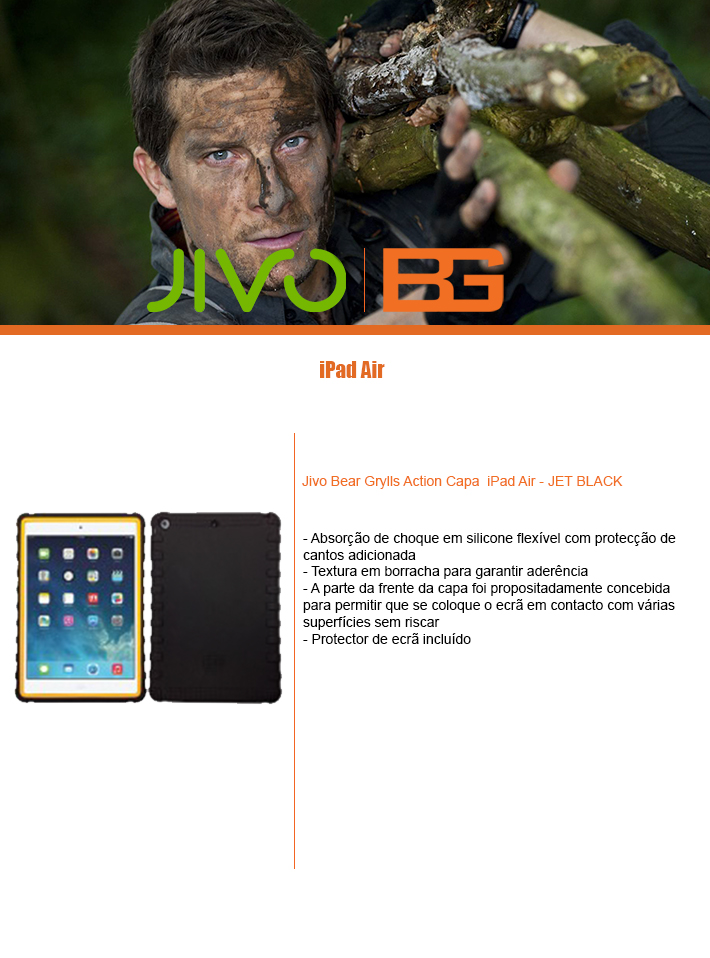 JIVO BG
iPad Air
Jivo Bear Grylls Action Capa iPad Air - JET BLACK
- Absorção de choque em silicone flexível com protecção de
cantos adicionada
- Textura em borracha para garantir aderência
- A parte da frente da capa foi propositadamente concebida
para permitir que se coloque o ecrã em contacto com várias
superfícies sem riscar
- Protector de ecrã incluído